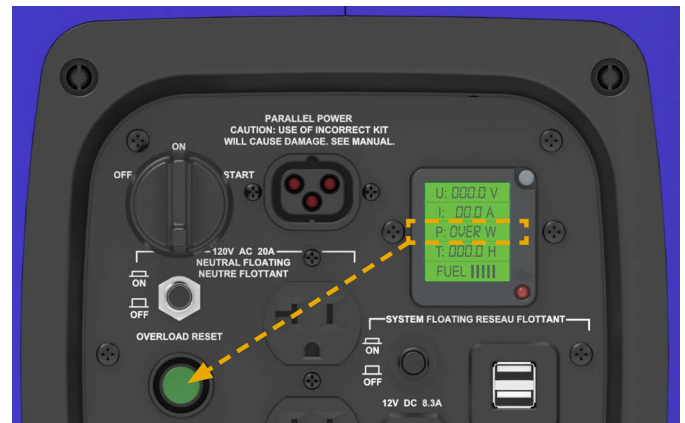 PARALLEL POWER
CAUTION: USE OF INCORRECT KIT
WILL CAUSE DAMAGE. SEE MANUAL.
ON
OFF
START
U: 000.0 V
I: 00.0 A
P: OVER W
T: 000.0 H
FUEL
120V AC 20A
NEUTRAL FLOATING
NEUTRE FLOTTANT
ON
OFF
OVERLOAD RESET
SYSTEM FLOATING RESEAU FLOTTANT
ON
OFF
12V DC 8.3A